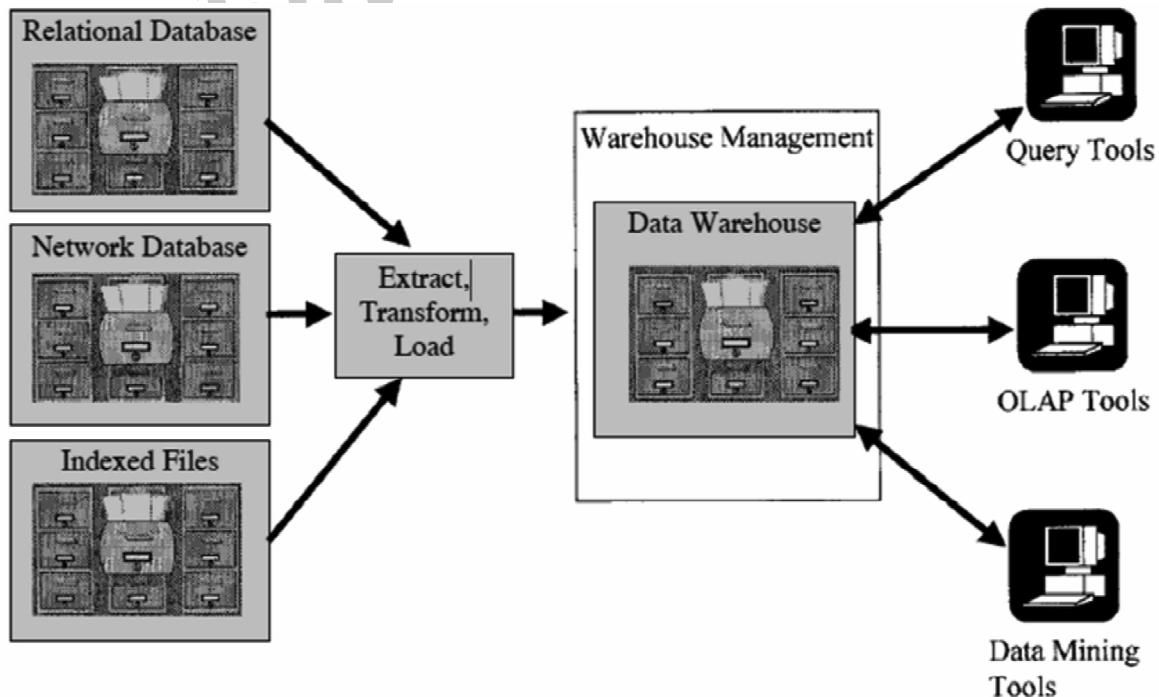 Relational Database
Network Database
Indexed Files
Extract,
Transform,
Load
Warehouse Management
Data Warehouse
Query Tools
OLAP Tools
Data Mining
Tools